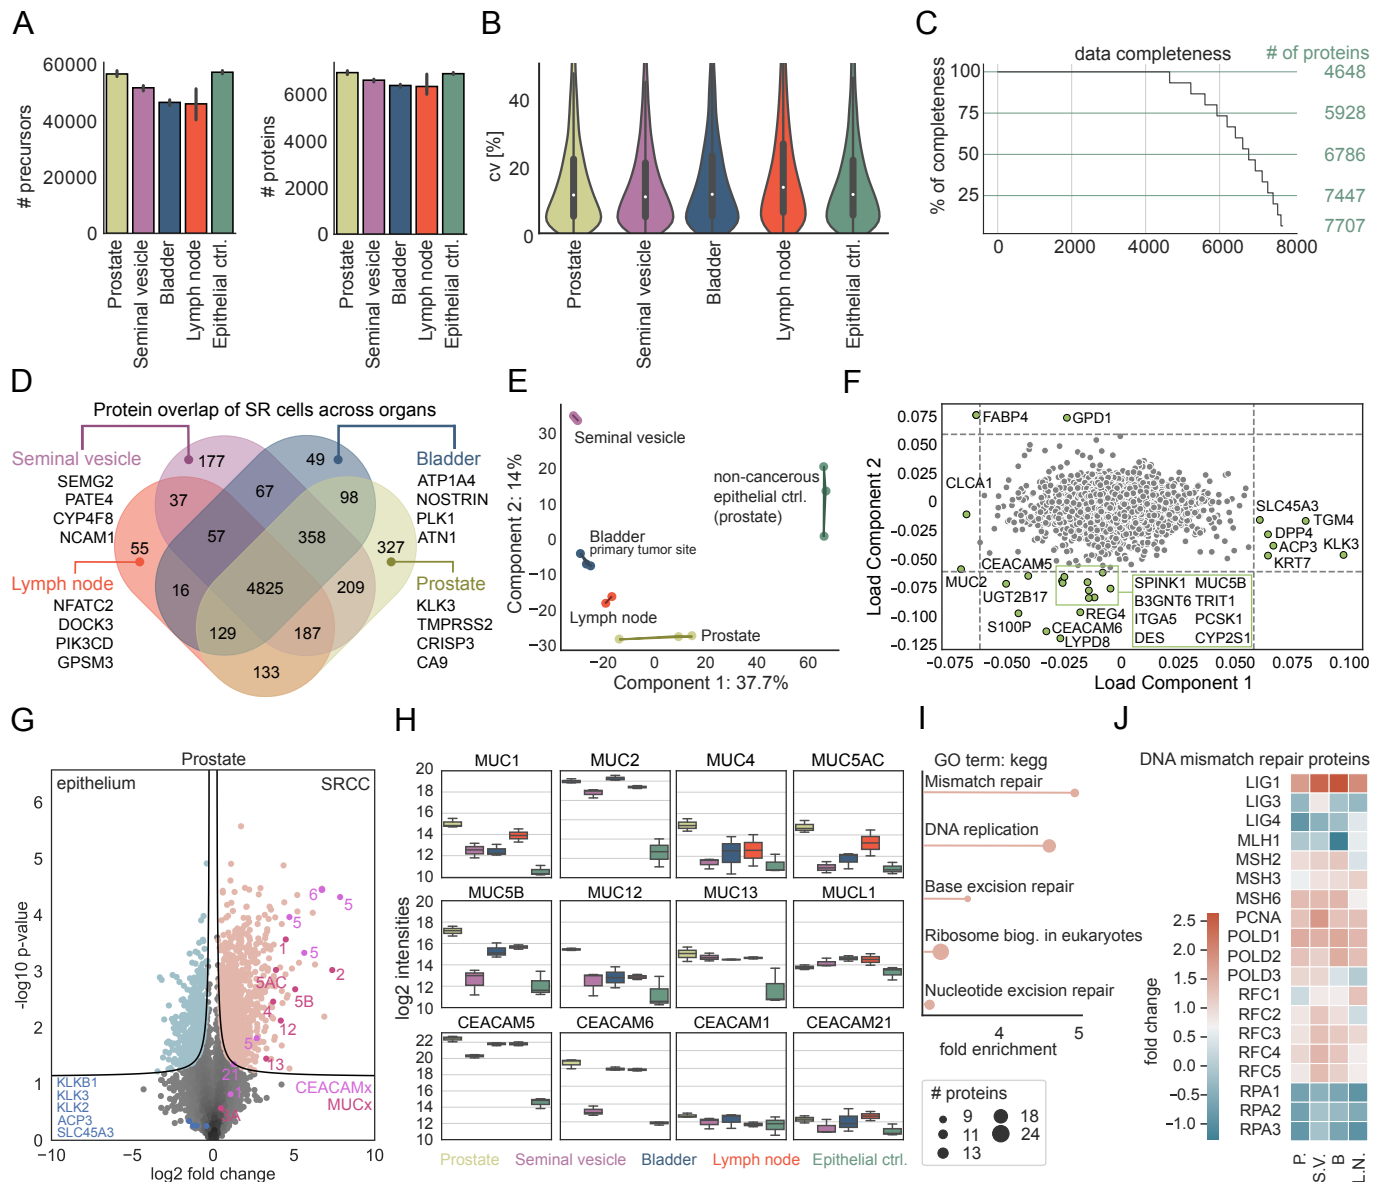 A
# precursors
60000
40000
20000
0
Prostate
Seminal vesicle
Bladder
Lymph node
Epithelial ctrl.
# proteins
6000
4000
2000
0
Prostate
Seminal vesicle
Bladder
Lymph node
Epithelial ctrl.
B
cv [%]
40
20
0
Prostate
Seminal vesicle
Bladder
Lymph node
Epithelial ctrl.
C
data completeness
# of proteins
% of completeness
100
75
50
25
4648
5928
6786
7447
7707
0 2000 4000 6000 8000
D
Protein overlap of SR cells across organs
Seminal vesicle
SEMG2
PATE4
CYP4F8
NCAM1
Lymph node
NFATC2
DOCK3
PIK3CD
GPSM3
Bladder
ATP1A4
NOSTRIN
PLK1
ATN1
Prostate
KLK3
TMPRSS2
CRISP3
CA9
177 49
37 67 98
55 57 358 327
16 4825 209
129 187
133
E
Component 2: 14%
30
20
10
0
−10
−20
−30
Seminal vesicle
non-cancerous
epithelial ctrl.
(prostate)
Bladder
primary tumor site
Lymph node
Prostate
−20 0 20 40 60
Component 1: 37.7%
F
Load Component 2
0.075
0.050
0.025
0
-0.025
-0.050
-0.075
-0.100
-0.125
FABP4
GPD1
CLCA1
SLC45A3
TGM4
DPP4
ACP3
KLK3
KRT7
CEACAM5
MUC2
UGT2B17
S100P
REG4
CEACAM6
LYPD8
SPINK1 MUC5B
B3GNT6 TRIT1
ITGA5 PCSK1
DES CYP2S1
-0.075 -0.050 -0.025 0 0.025 0.050 0.075 0.100
Load Component 1
G
Prostate
epithelium
SRCC
-log10 p-value
6
5
4
3
2
1
0
6
5
5
1
5
5AC
2
5B
4
12
5
13
21
1
3A
CEACAMx
MUCx
KLKB1
KLK3
KLK2
ACP3
SLC45A3
−10 −5 0 5 10
log2 fold change
H
log2 intensities
MUC1 MUC2 MUC4 MUC5AC
20
18
16
14
12
10
MUC5B MUC12 MUC13 MUCL1
20
18
16
14
12
10
CEACAM5 CEACAM6 CEACAM1 CEACAM21
22
20
18
16
14
12
10
Prostate Seminal vesicle Bladder Lymph node Epithelial ctrl.
I
GO term: kegg
Mismatch repair
DNA replication
Base excision repair
Ribosome biog. in eukaryotes
Nucleotide excision repair
4 5
fold enrichment
# proteins
9 18
11 24
13
J
DNA mismatch repair proteins
LIG1
LIG3
LIG4
MLH1
MSH2
MSH3
MSH6
PCNA
POLD1
POLD2
POLD3
RFC1
RFC2
RFC3
RFC4
RFC5
RPA1
RPA2
RPA3
fold change
2.5
2.0
1.5
1.0
0.5
0.0
−0.5
−1.0
P.
S.V.
B
L.N.